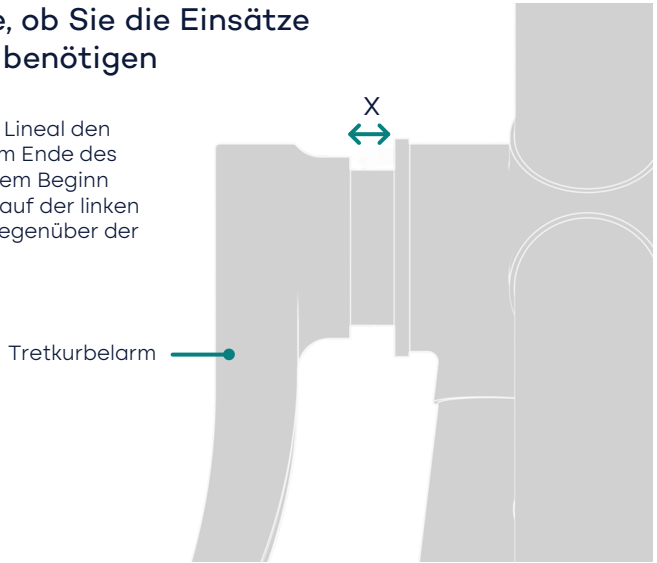 e, ob Sie die Einsätze
benötigen
X
Lineal den
m Ende des
em Beginn
auf der linken
egenüber der
Tretkurbelarm